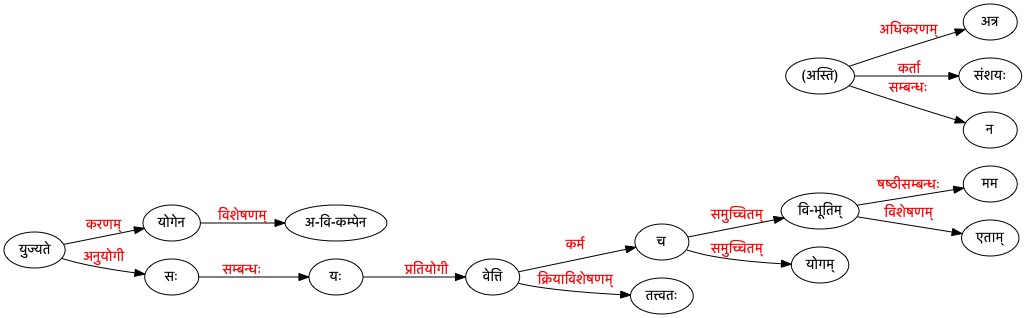 अत्र
अधिकरणम्
(अस्ति) कर्ता संशयः
सम्बन्धः
न
षष्ठीसम्बन्धः मम
समुच्चितम् वि-भूतिम् विशेषणम्
करणम् योगेन विशेषणम् अ-वि-कम्पेन
एताम्
युज्यते कर्म च
अनुयोगी समुच्चितम् योगम्
सः सम्बन्धः यः प्रतियोगी वेत्ति
क्रियाविशेषणम् तत्त्वतः